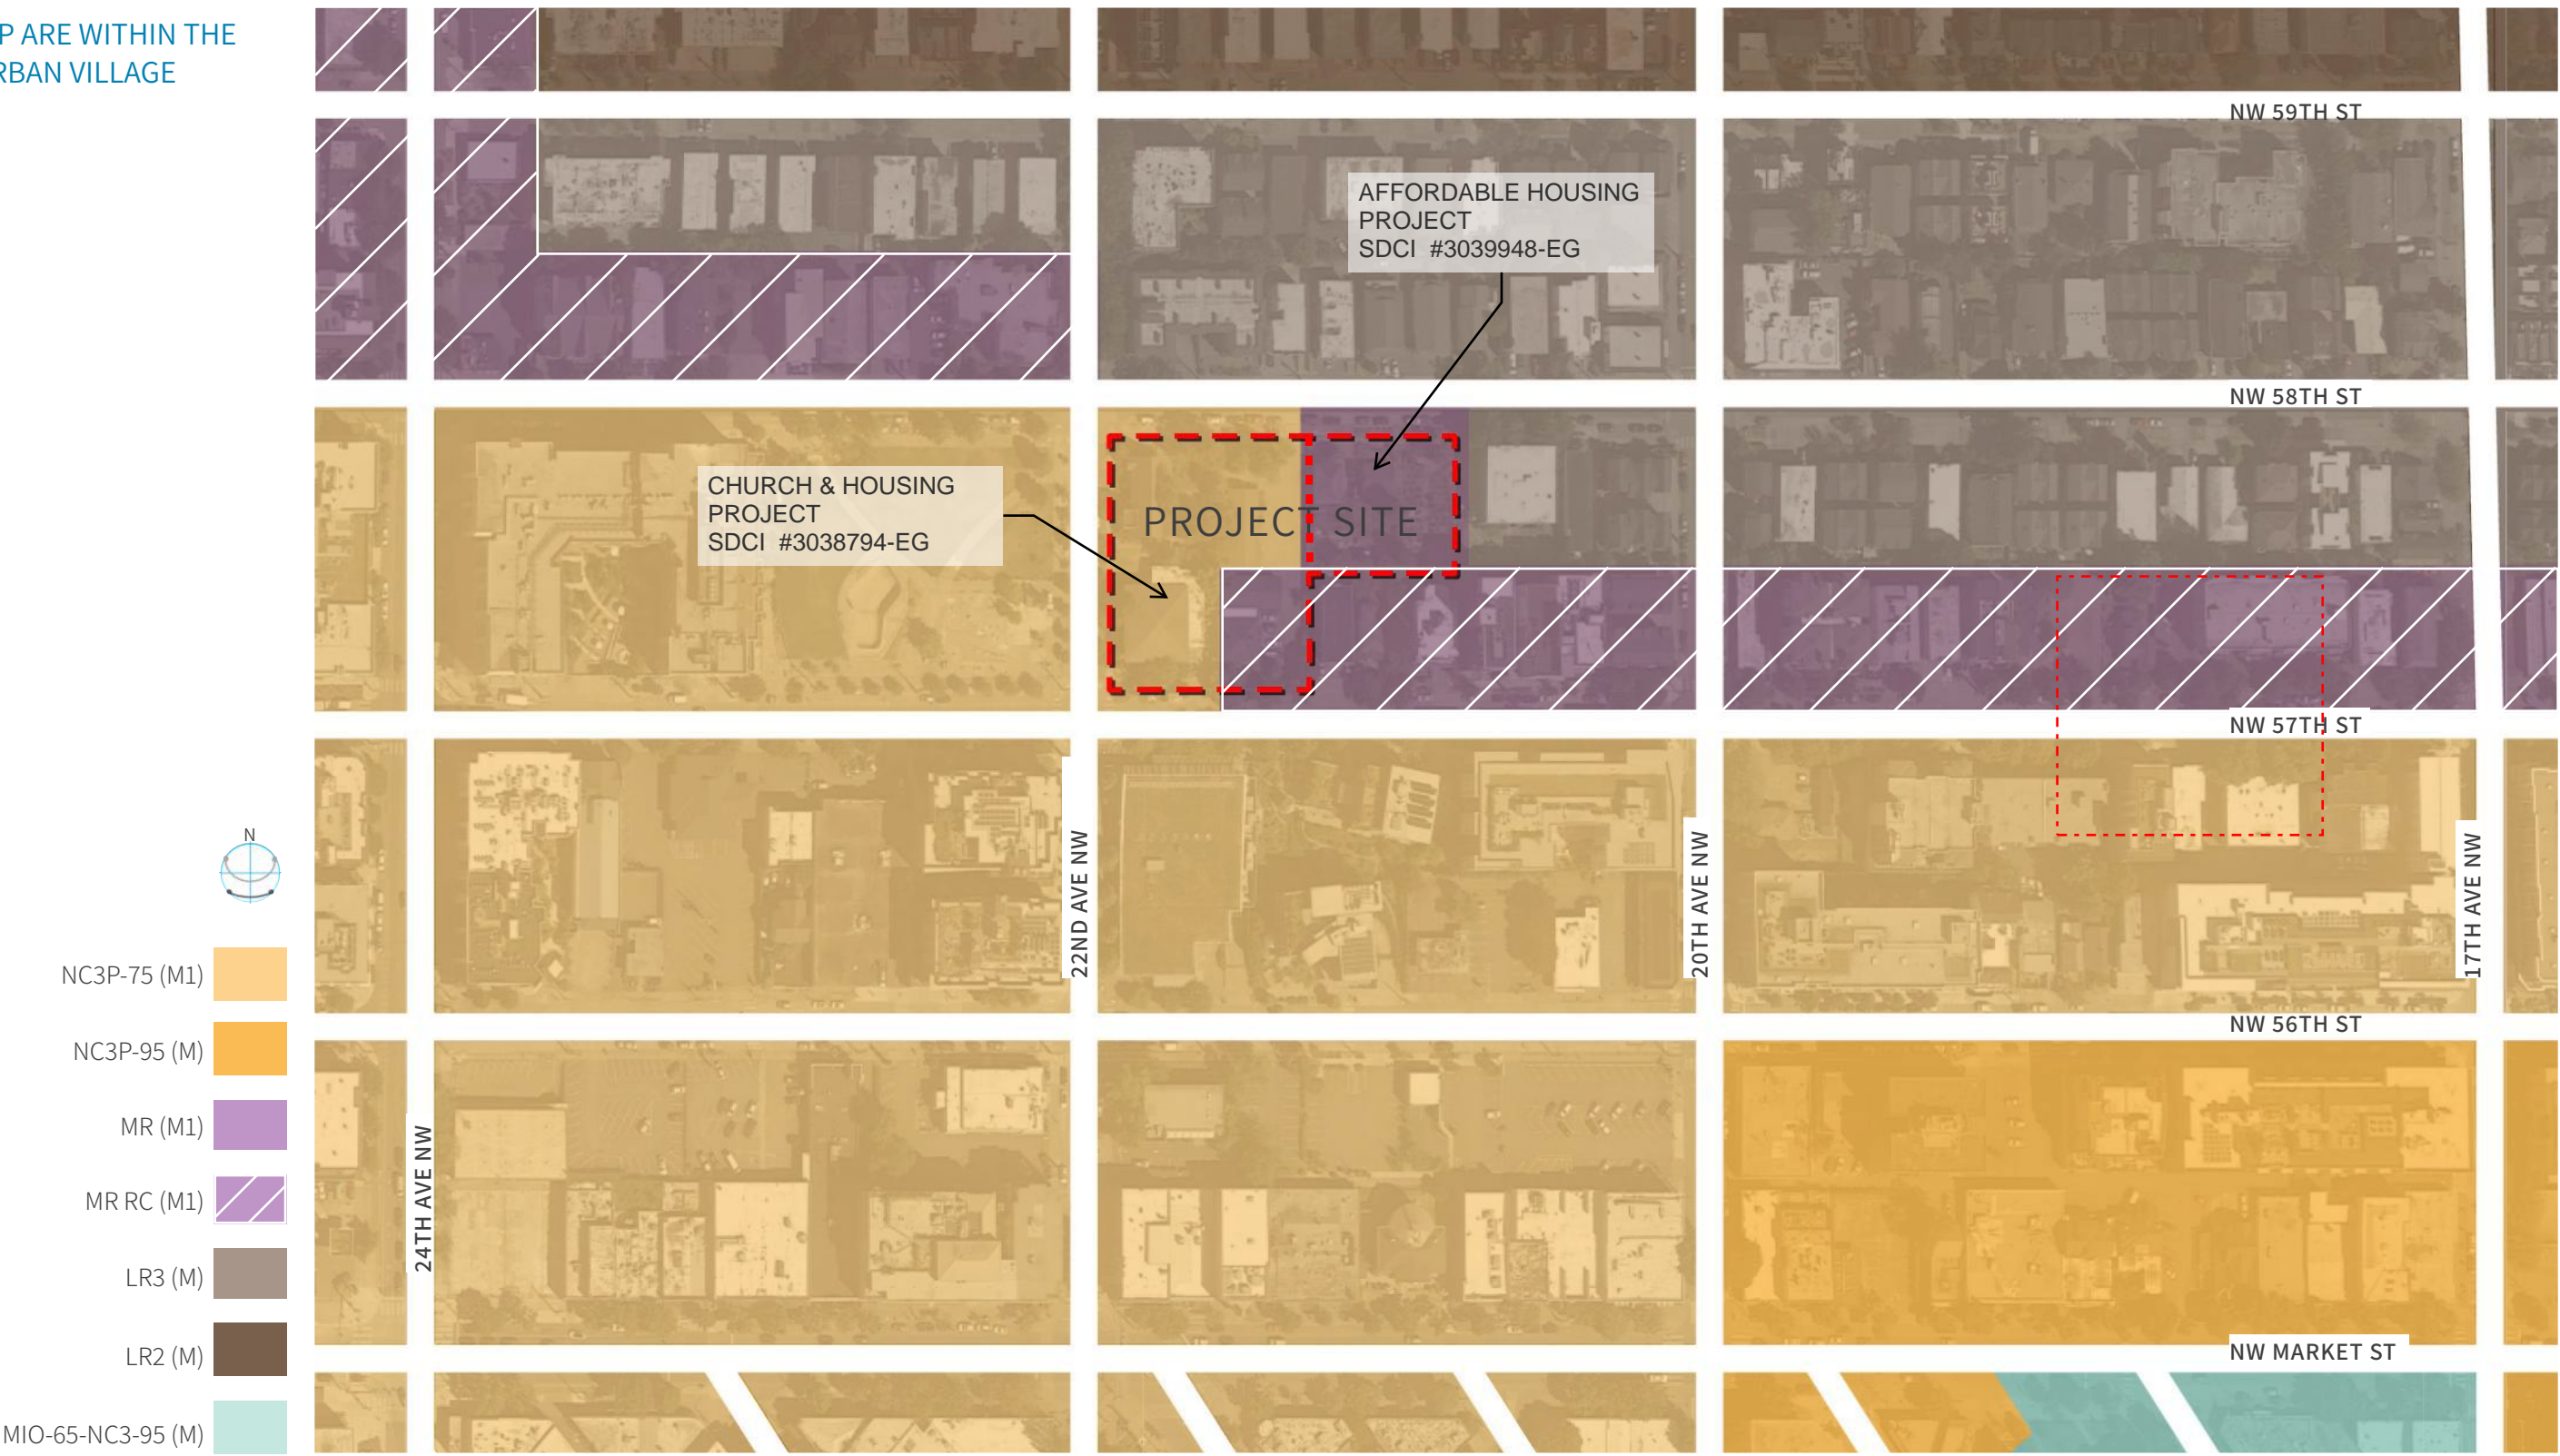 P ARE WITHIN THE
RBAN VILLAGE
NW 59TH ST
AFFORDABLE HOUSING
PROJECT
SDCI #3039948-EG
NW 58TH ST
CHURCH & HOUSING
PROJECT
SDCI #3038794-EG
PROJECT SITE
NW 57TH ST
N
22ND AVE NW
20TH AVE NW
17TH AVE NW
NC3P-75 (M1)
NW 56TH ST
NC3P-95 (M)
MR (M1)
24TH AVE NW
MR RC (M1)
LR3 (M)
LR2 (M)
NW MARKET ST
MIO-65-NC3-95 (M)